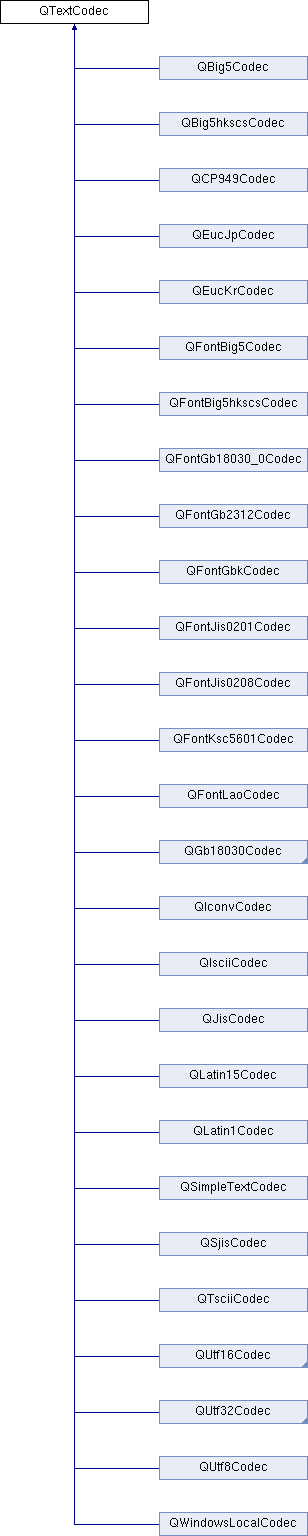 QTextCodec
QBig5Codec
QBig5hkscsCodec
QCP949Codec
QEucJpCodec
QEucKrCodec
QFontBig5Codec
QFontBig5hkscsCodec
QFontGb18030_0Codec
QFontGb2312Codec
QFontGbkCodec
QFontJis0201Codec
QFontJis0208Codec
QFontKsc5601Codec
QFontLaoCodec
QGb18030Codec
QIconvCodec
QIsciiCodec
QJisCodec
QLatin15Codec
QLatin1Codec
QSimpleTextCodec
QSjisCodec
QTsciiCodec
QUtf16Codec
QUtf32Codec
QUtf8Codec
QWindowsLocalCodec